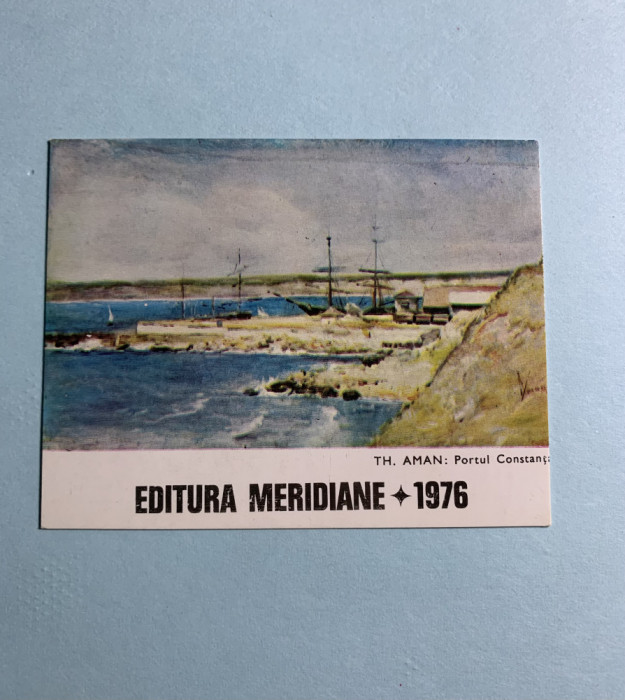 TH. AMAN: Portul Constanța
EDITURA MERIDIANE ✦ 1976